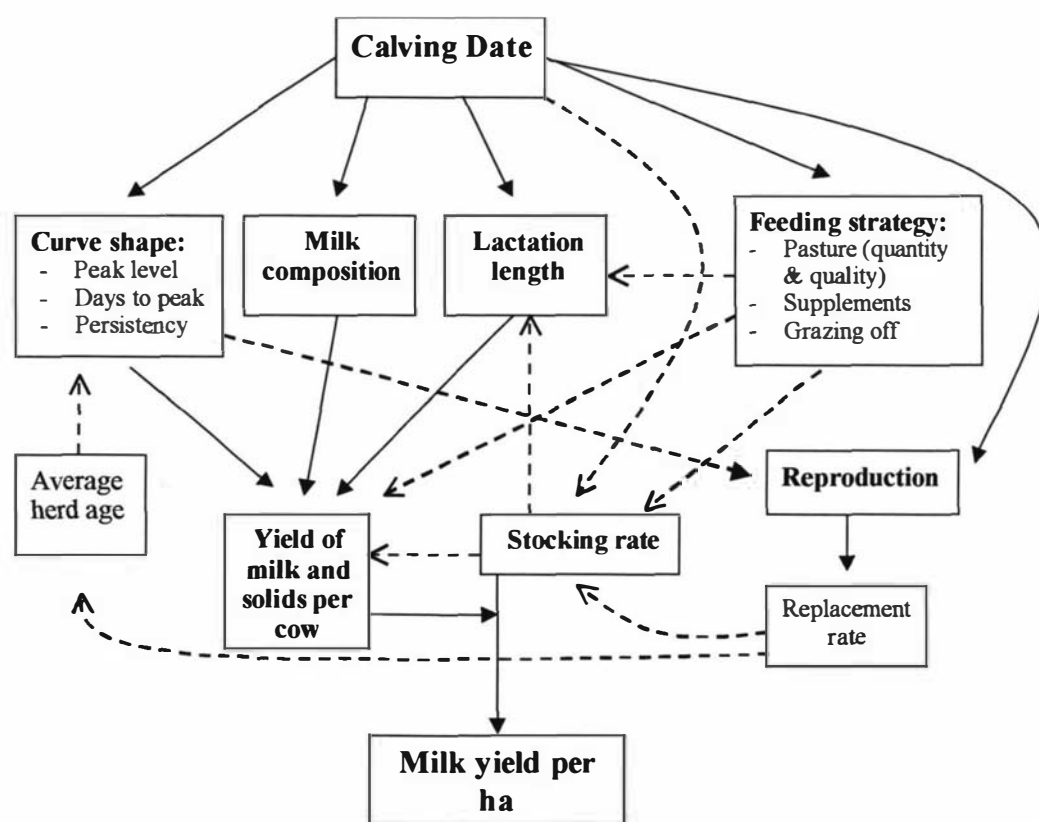 Calving Date
Curve shape:
- Peak level
- Days to peak
- Persistency
Milk
composition
Lactation
length
Feeding strategy:
- Pasture (quantity
& quality)
- Supplements
- Grazing off
Average
herd age
Yield of
milk and
solids per
cow
Stocking rate
Reproduction
Replacement
rate
Milk yield per
ha